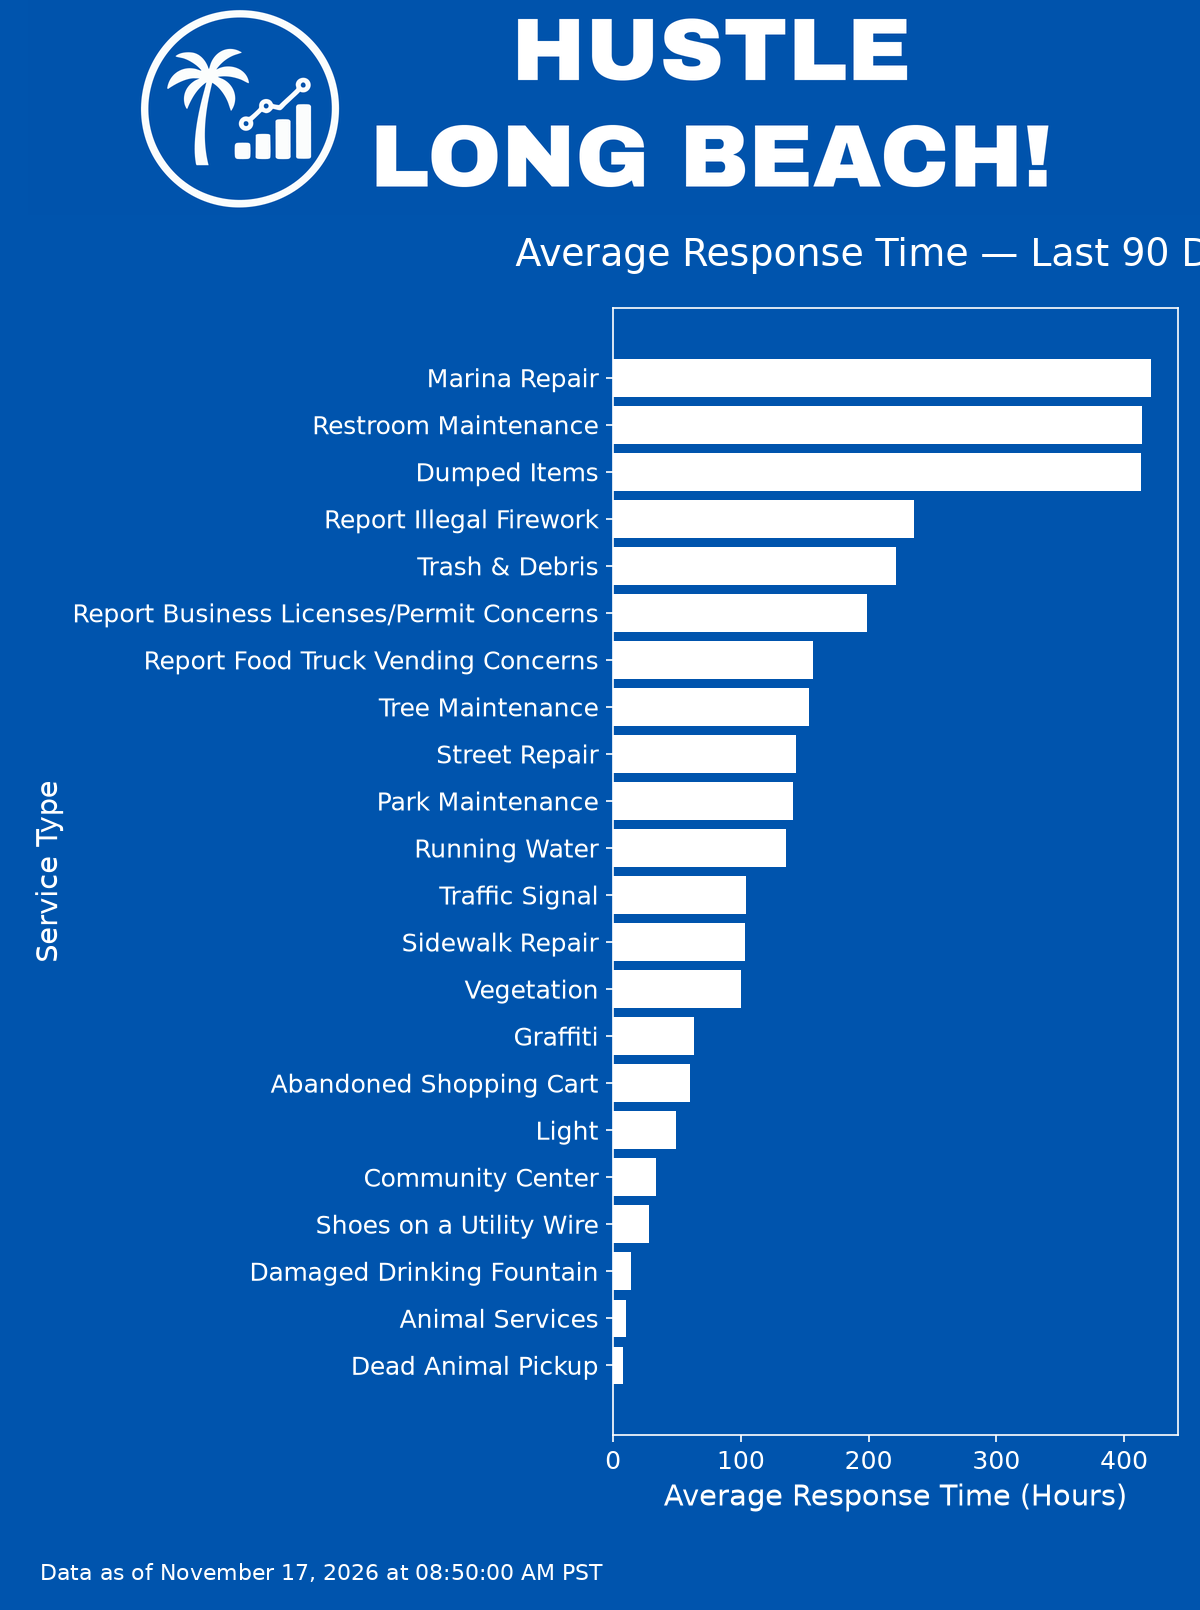 HUSTLE
LONG BEACH!
Average Response Time — Last 90 D
Service Type
Marina Repair
Restroom Maintenance
Dumped Items
Report Illegal Firework
Trash & Debris
Report Business Licenses/Permit Concerns
Report Food Truck Vending Concerns
Tree Maintenance
Street Repair
Park Maintenance
Running Water
Traffic Signal
Sidewalk Repair
Vegetation
Graffiti
Abandoned Shopping Cart
Light
Community Center
Shoes on a Utility Wire
Damaged Drinking Fountain
Animal Services
Dead Animal Pickup
0 100 200 300 400
Average Response Time (Hours)
Data as of November 17, 2026 at 08:50:00 AM PST